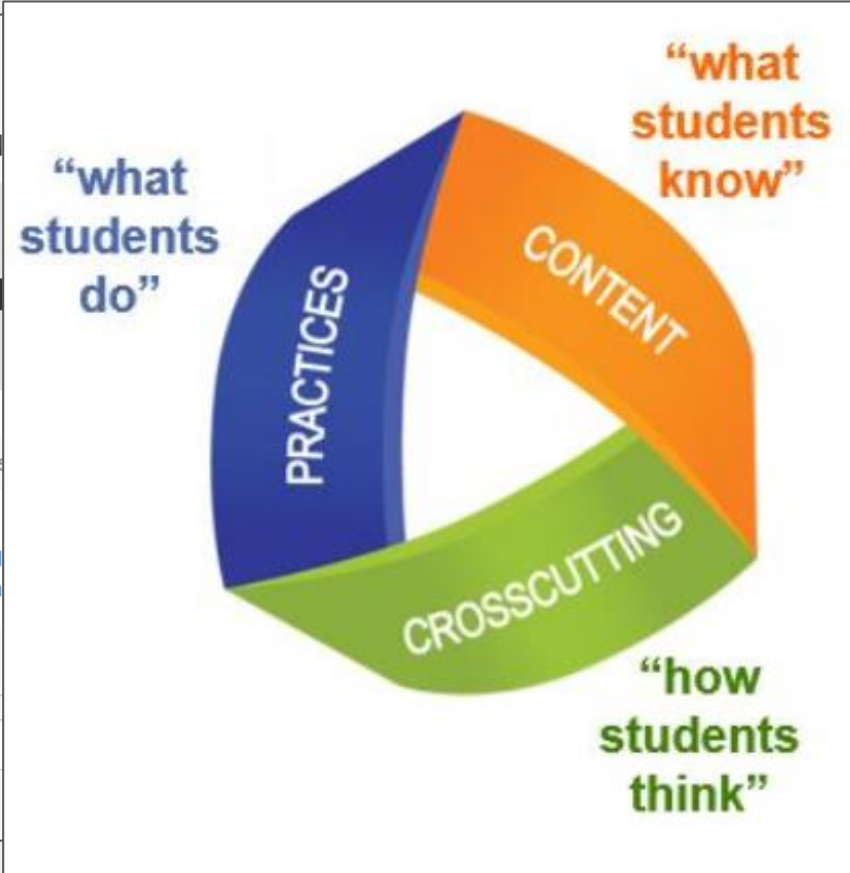 “what
students
know”
“what
students
do”
CONTENT
PRACTICES
CROSSCUTTING
“how
students
think”